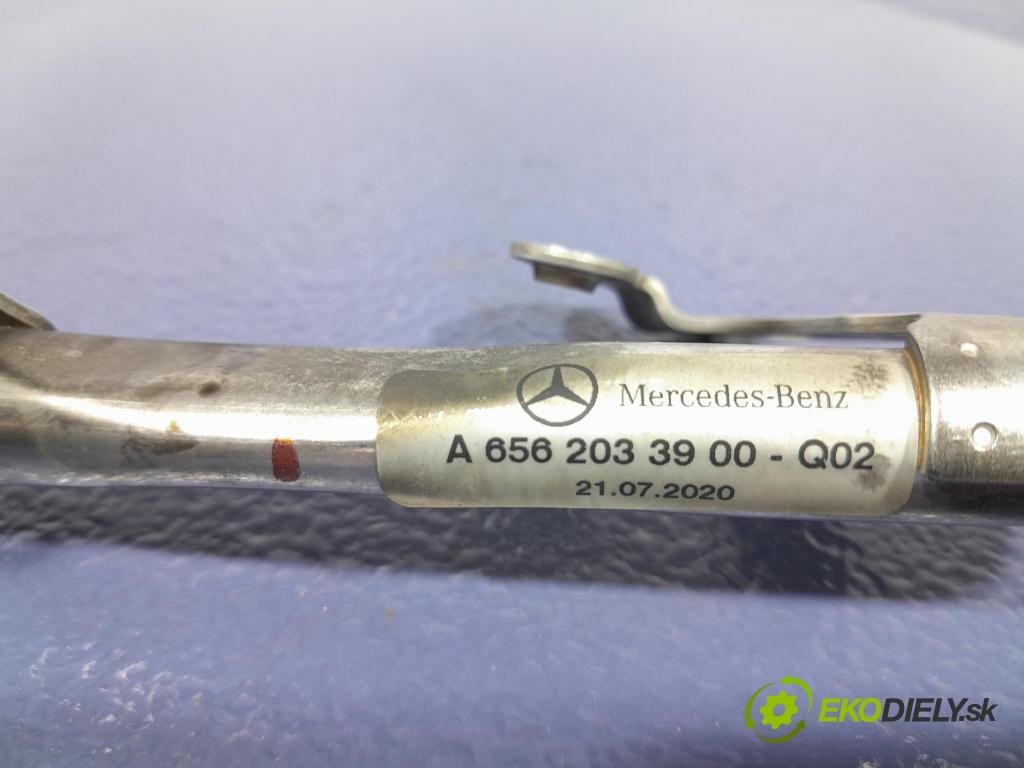 Mercedes-Benz
A 656 203 39 00 - Q02
21.07.2020
EKODIELY.sk